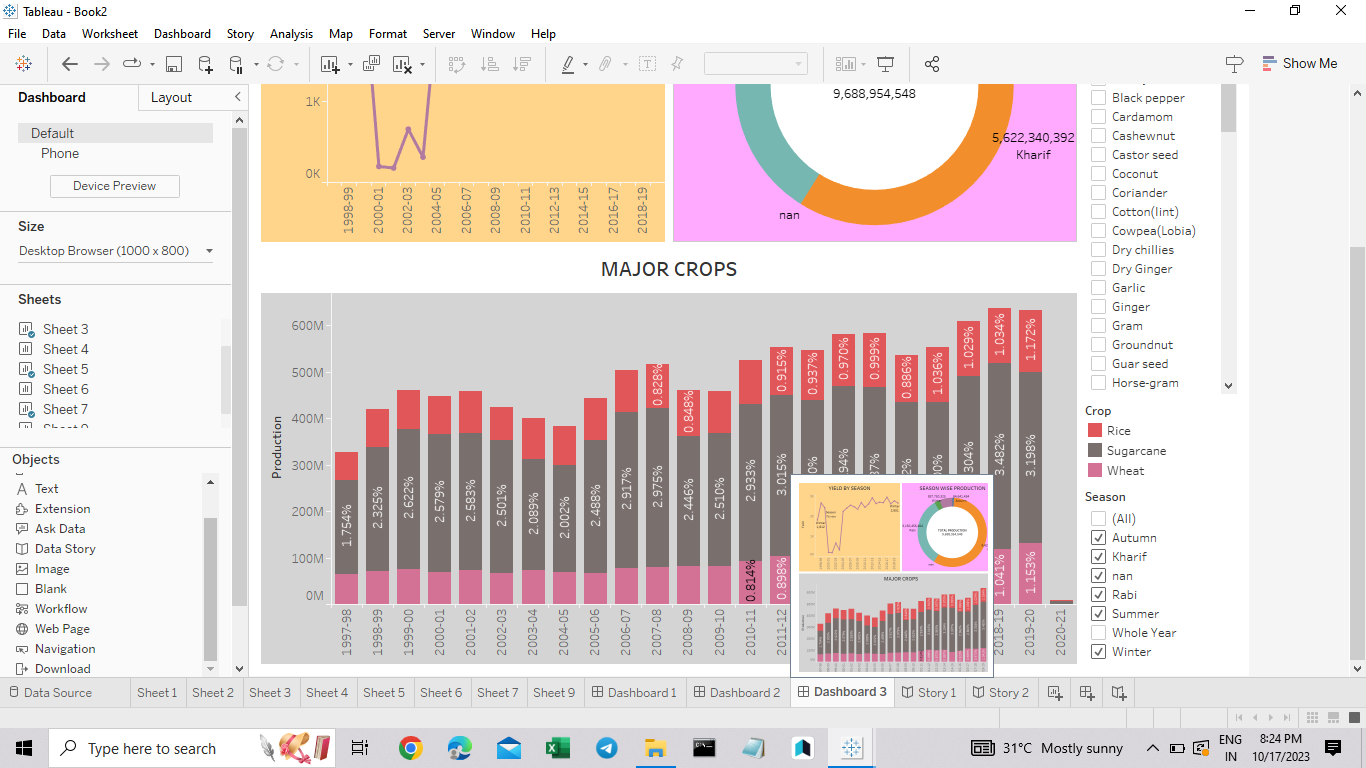 Tableau - Book2
File Data Worksheet Dashboard Story Analysis Map Format Server Window Help
Show Me
Dashboard Layout
Default
Phone
Device Preview
Size
Desktop Browser (1000 x 800)
Sheets
Sheet 3
Sheet 4
Sheet 5
Sheet 6
Sheet 7
Objects
Text
Extension
Ask Data
Data Story
Image
Blank
Workflow
Web Page
Navigation
Download
1K
0K
1998-99 2000-01 2002-03 2004-05 2006-07 2008-09 2010-11 2012-13 2014-15 2016-17 2018-19
9,688,954,548
5,622,340,392
Kharif
nan
MAJOR CROPS
Production
600M
500M
400M
300M
200M
100M
0M
0.828% 0.848% 0.915% 0.937% 0.970% 0.999% 0.886% 1.036% 1.029% 1.034% 1.172%
1.754% 2.325% 2.622% 2.579% 2.583% 2.501% 2.089% 2.002% 2.488% 2.917% 2.975% 2.446% 2.510% 2.933% 3.015% 3.482% 3.198%
0.814% 0.898% 1.041% 1.153%
1997-98 1998-99 1999-00 2000-01 2001-02 2002-03 2003-04 2004-05 2005-06 2006-07 2007-08 2008-09 2009-10 2010-11 2011-12 2018-19 2019-20 2020-21
YIELD BY SEASON
SEASON WISE PRODUCTION
TOTAL PRODUCTION
MAJOR CROPS
Black pepper
Cardamom
Cashewnut
Castor seed
Coconut
Coriander
Cotton(lint)
Cowpea(Lobia)
Dry chillies
Dry Ginger
Garlic
Ginger
Gram
Groundnut
Guar seed
Horse-gram
Crop
Rice
Sugarcane
Wheat
Season
(All)
Autumn
Kharif
nan
Rabi
Summer
Whole Year
Winter
Data Source Sheet 1 Sheet 2 Sheet 3 Sheet 4 Sheet 5 Sheet 6 Sheet 7 Sheet 9 Dashboard 1 Dashboard 2 Dashboard 3 Story 1 Story 2
Type here to search
31°C Mostly sunny
ENG
IN
8:24 PM
10/17/2023